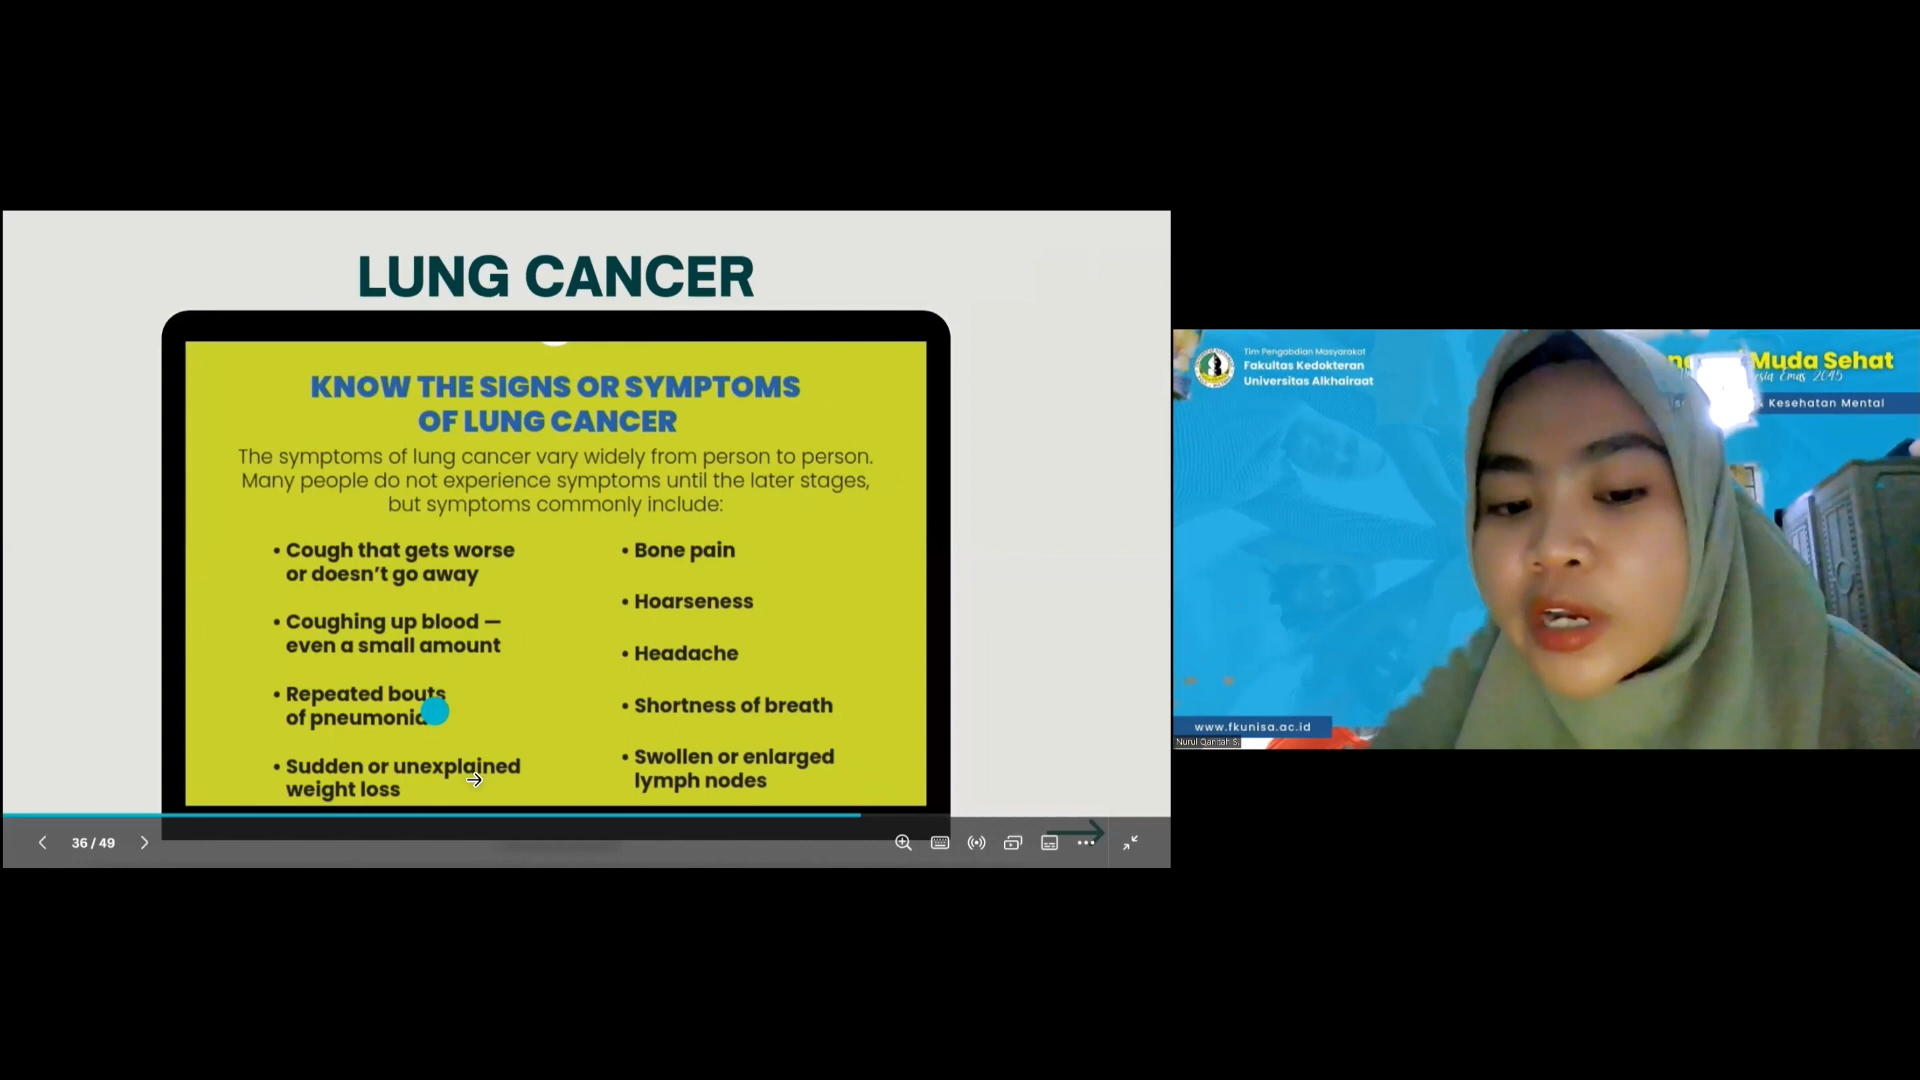 LUNG CANCER
KNOW THE SIGNS OR SYMPTOMS
OF LUNG CANCER
The symptoms of lung cancer vary widely from person to person.
Many people do not experience symptoms until the later stages,
but symptoms commonly include:
• Cough that gets worse
or doesn't go away
• Coughing up blood —
even a small amount
• Repeated bouts
of pneumonia
• Sudden or unexplained
weight loss
• Bone pain
• Hoarseness
• Headache
• Shortness of breath
• Swollen or enlarged
lymph nodes
36 / 49
Tim Pengabdian Masyarakat
Fakultas Kedokteran
Universitas Alkhairaat
Muda Sehat
Emas 2045
& Kesehatan Mental
www.fkunisa.ac.id
Nurul Qanitah S.